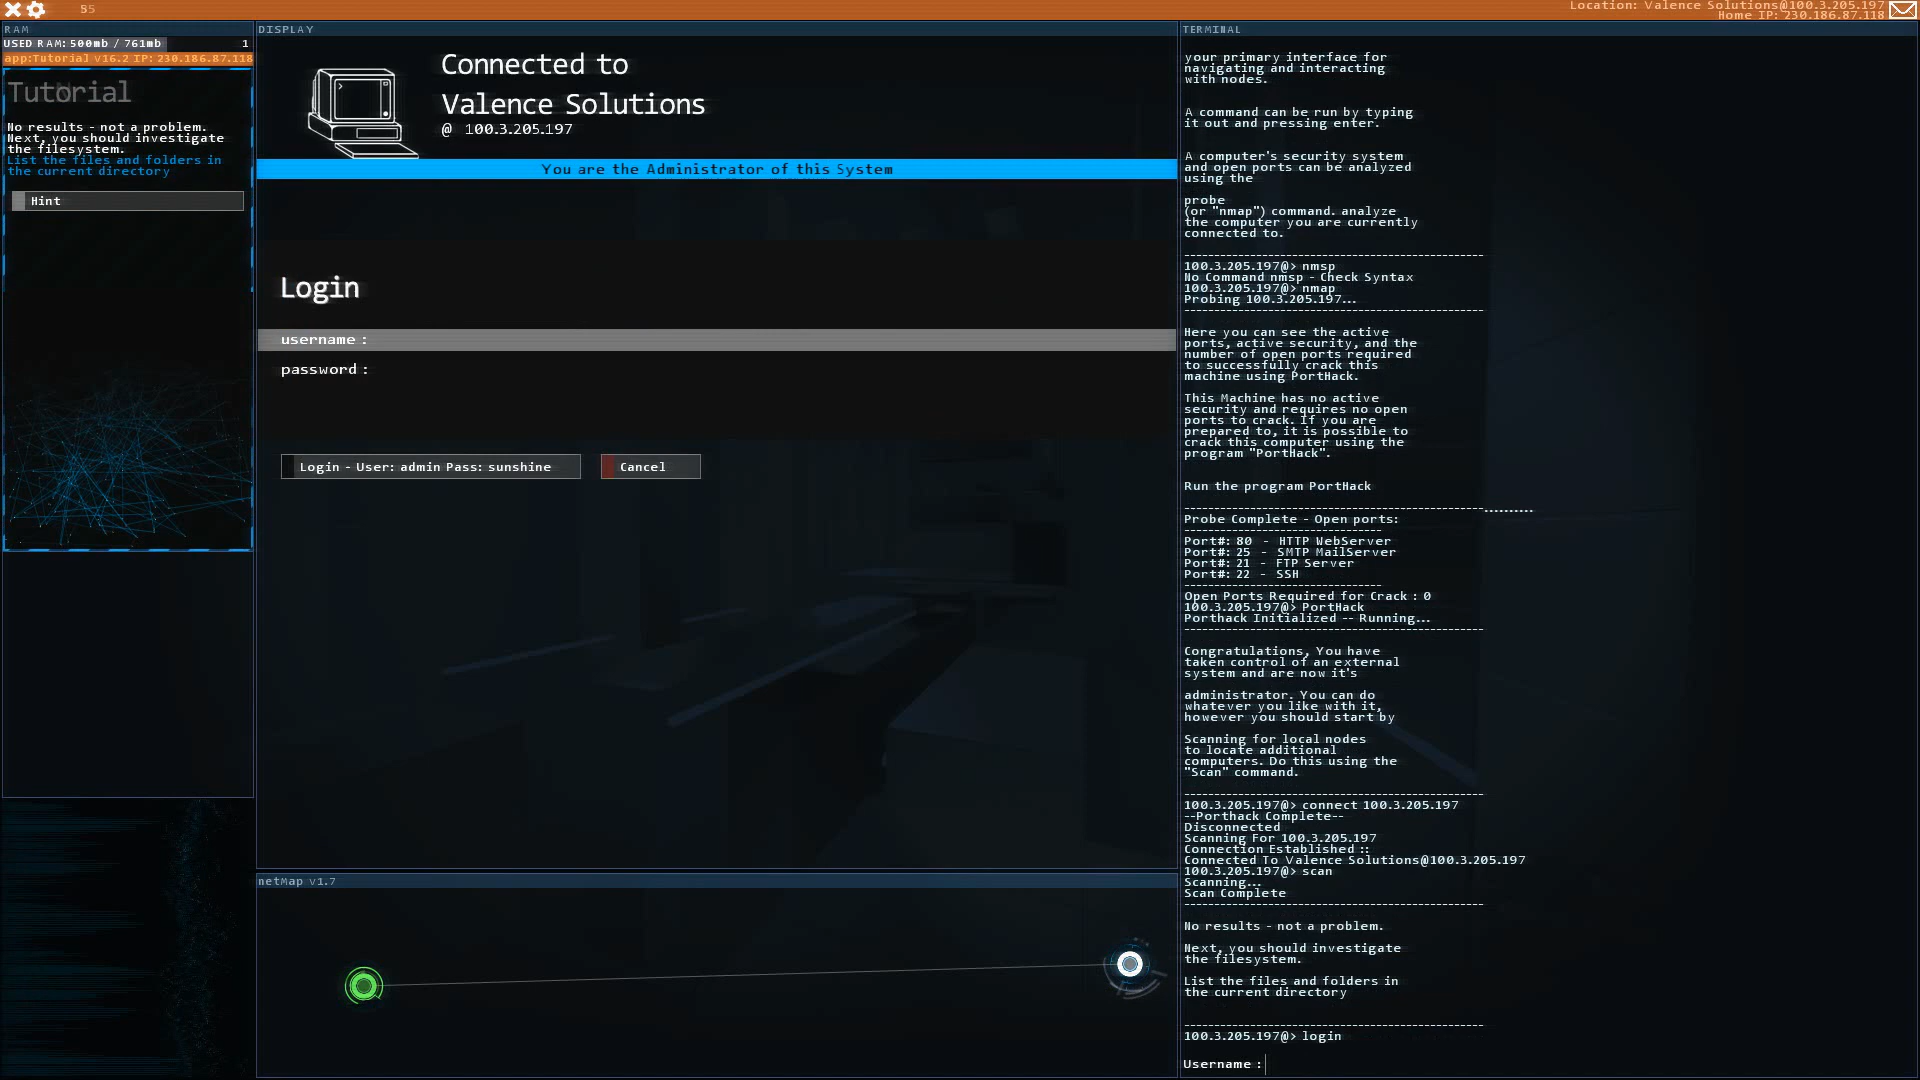 55
Location: Valence Solutions@100.3.205.197
Home IP: 230.186.87.118
RAM
USED RAM: 500mb / 761mb
1
app:Tutorial v16.2 IP: 230.186.87.118
Tutorial
No results - not a problem.
Next, you should investigate
the filesystem.
List the files and folders in
the current directory
Hint
DISPLAY
Connected to
Valence Solutions
@ 100.3.205.197
You are the Administrator of this System
Login
username :
password :
Login - User: admin Pass: sunshine
Cancel
netMap v1.7
TERMINAL
your primary interface for
navigating and interacting
with nodes.
A command can be run by typing
it out and pressing enter.
A computer's security system
and open ports can be analyzed
using the
probe
(or "nmap") command. analyze
the computer you are currently
connected to.
--------------------------------------------------
100.3.205.197@> nmsp
No Command nmsp - Check Syntax
100.3.205.197@> nmap
Probing 100.3.205.197...
--------------------------------------------------
Here you can see the active
ports, active security, and the
number of open ports required
to successfully crack this
machine using PortHack.
This Machine has no active
security and requires no open
ports to crack. If you are
prepared to, it is possible to
crack this computer using the
program "PortHack".
Run the program PortHack
--------------------------------------------------..........
Probe Complete - Open ports:
---------------------------------
Port#: 80 - HTTP WebServer
Port#: 25 - SMTP MailServer
Port#: 21 - FTP Server
Port#: 22 - SSH
---------------------------------
Open Ports Required for Crack : 0
100.3.205.197@> PortHack
Porthack Initialized -- Running...
--------------------------------------------------
Congratulations, You have
taken control of an external
system and are now it's
administrator. You can do
whatever you like with it,
however you should start by
Scanning for local nodes
to locate additional
computers. Do this using the
"Scan" command.
--------------------------------------------------
100.3.205.197@> connect 100.3.205.197
--Porthack Complete--
Disconnected
Scanning For 100.3.205.197
Connection Established ::
Connected To Valence Solutions@100.3.205.197
100.3.205.197@> scan
Scanning...
Scan Complete
--------------------------------------------------
No results - not a problem.
Next, you should investigate
the filesystem.
List the files and folders in
the current directory
--------------------------------------------------
100.3.205.197@> login
Username :